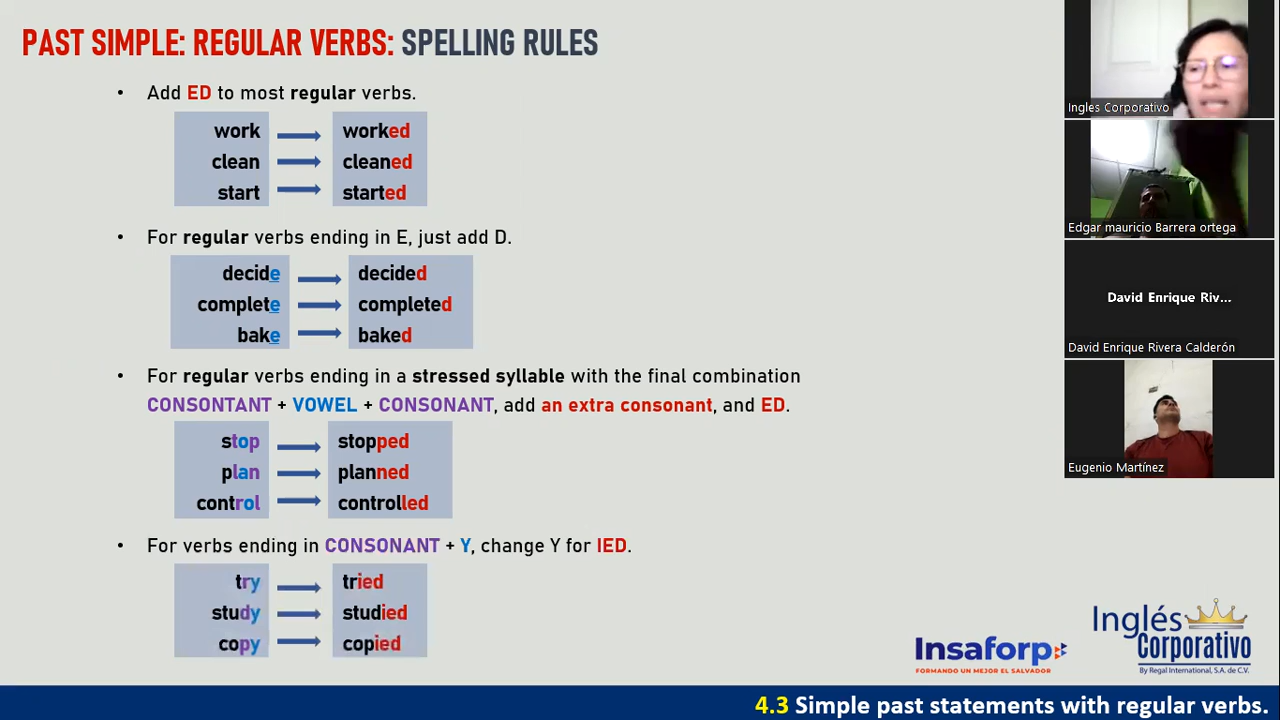 PAST SIMPLE: REGULAR VERBS: SPELLING RULES
• Add ED to most regular verbs.
work worked
clean cleaned
start started
• For regular verbs ending in E, just add D.
decide decided
complete completed
bake baked
• For regular verbs ending in a stressed syllable with the final combination
CONSONTANT + VOWEL + CONSONANT, add an extra consonant, and ED.
stop stopped
plan planned
control controlled
• For verbs ending in CONSONANT + Y, change Y for IED.
try tried
study studied
copy copied
Insaforp
FORMANDO UN MEJOR EL SALVADOR
Inglés
Corporativo
By Regal International, S.A. de C.V.
4.3 Simple past statements with regular verbs.
Ingles Corporativo
Edgar mauricio Barrera ortega
David Enrique Riv...
David Enrique Rivera Calderón
Eugenio Martínez